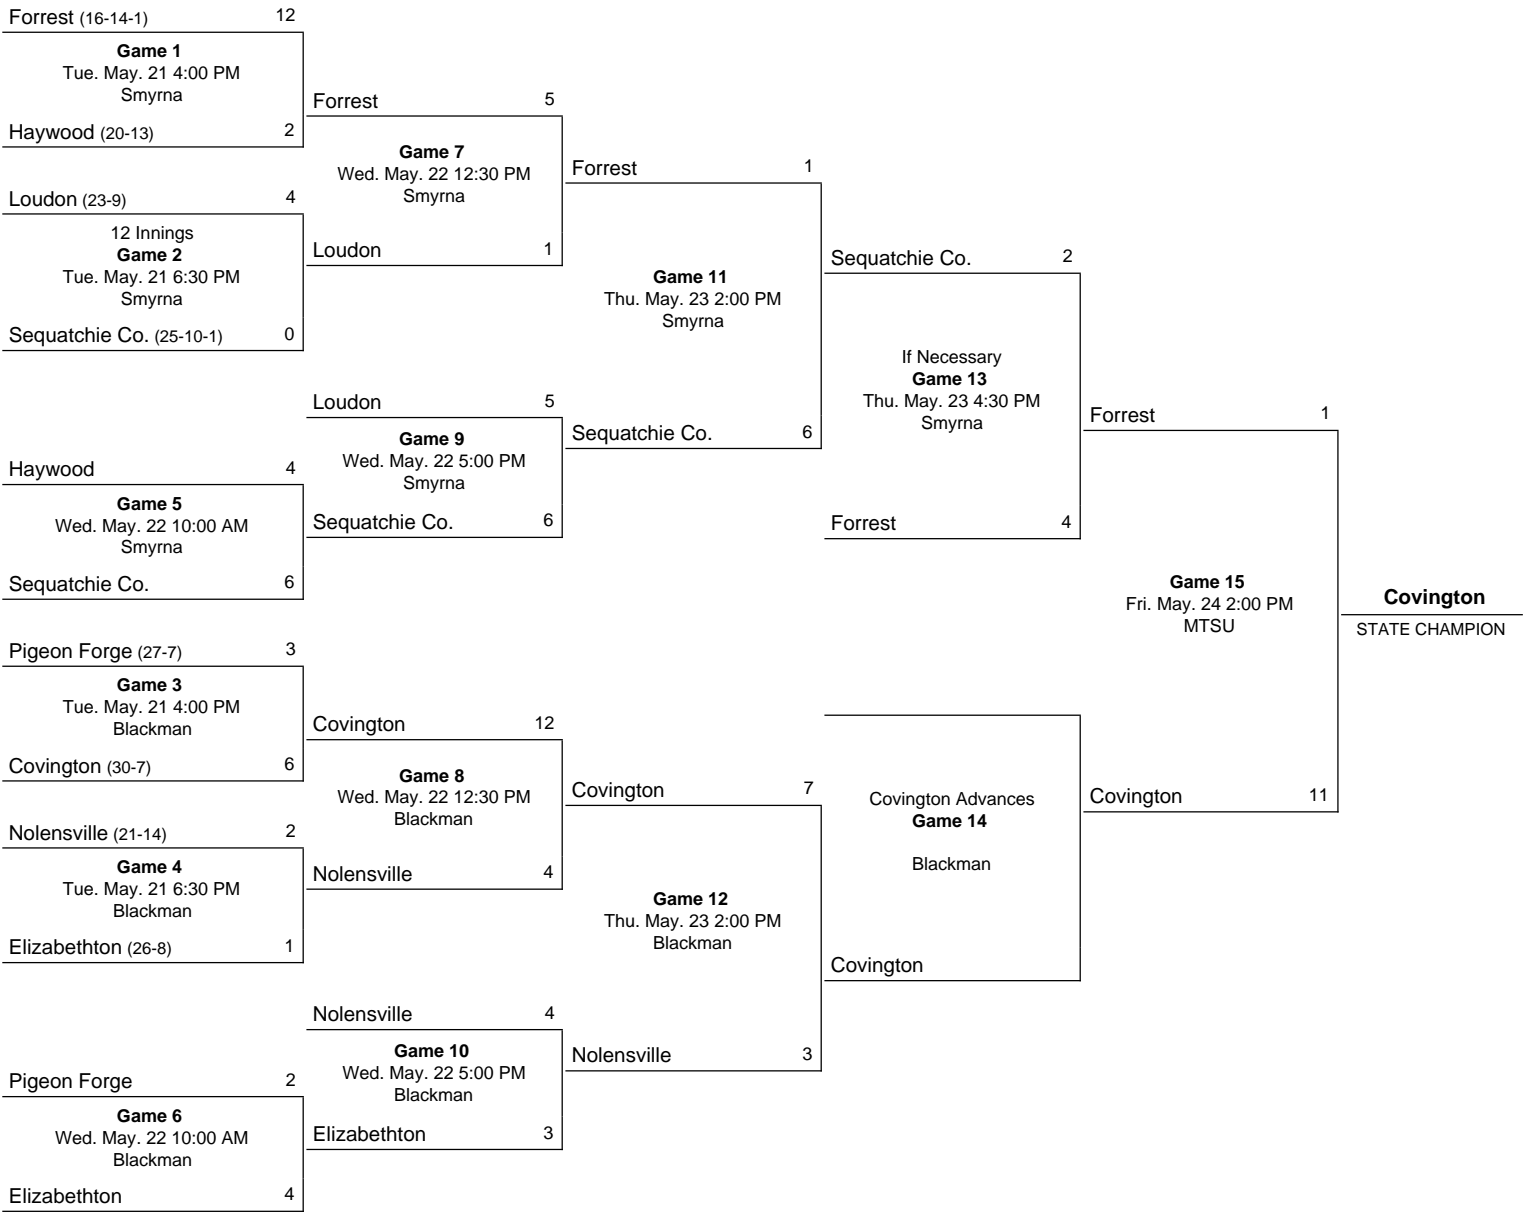 Forrest (16-14-1) 12
Game 1
Tue. May. 21 4:00 PM
Smyrna
Haywood (20-13) 2
Loudon (23-9) 4
12 Innings
Game 2
Tue. May. 21 6:30 PM
Smyrna
Sequatchie Co. (25-10-1) 0
Haywood 4
Game 5
Wed. May. 22 10:00 AM
Smyrna
Sequatchie Co. 6
Pigeon Forge (27-7) 3
Game 3
Tue. May. 21 4:00 PM
Blackman
Covington (30-7) 6
Nolensville (21-14) 2
Game 4
Tue. May. 21 6:30 PM
Blackman
Elizabethton (26-8) 1
Pigeon Forge 2
Game 6
Wed. May. 22 10:00 AM
Blackman
Elizabethton 4
Forrest 5
Game 7
Wed. May. 22 12:30 PM
Smyrna
Loudon 1
Loudon 5
Game 9
Wed. May. 22 5:00 PM
Smyrna
Sequatchie Co. 6
Covington 12
Game 8
Wed. May. 22 12:30 PM
Blackman
Nolensville 4
Nolensville 4
Game 10
Wed. May. 22 5:00 PM
Blackman
Elizabethton 3
Forrest 1
Game 11
Thu. May. 23 2:00 PM
Smyrna
Sequatchie Co. 6
Covington 7
Game 12
Thu. May. 23 2:00 PM
Blackman
Nolensville 3
Sequatchie Co. 2
If Necessary
Game 13
Thu. May. 23 4:30 PM
Smyrna
Forrest 4
Covington Advances
Game 14
Blackman
Covington
Forrest 1
Game 15
Fri. May. 24 2:00 PM
MTSU
Covington 11
Covington
STATE CHAMPION